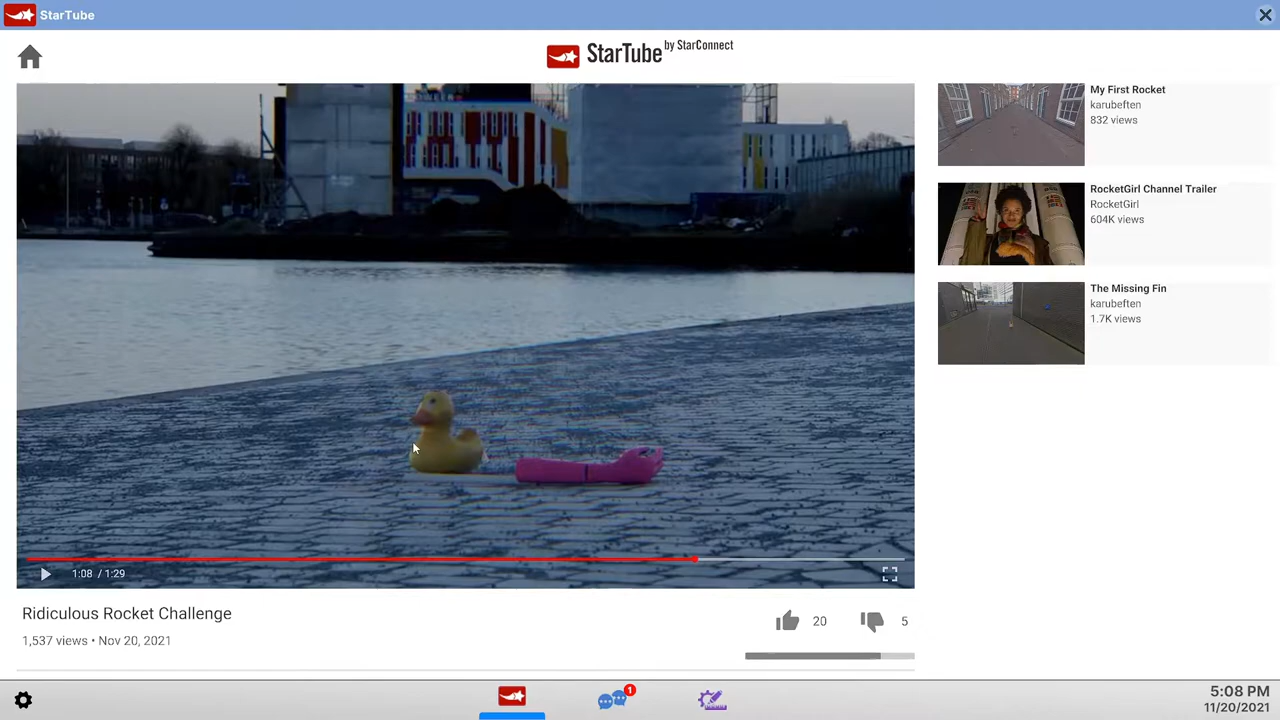 StarTube
StarTube by StarConnect
My First Rocket
karubeften
832 views
RocketGirl Channel Trailer
RocketGirl
604K views
The Missing Fin
karubeften
1.7K views
1:08 / 1:29
Ridiculous Rocket Challenge
20
5
1,537 views • Nov 20, 2021
1
5:08 PM
11/20/2021